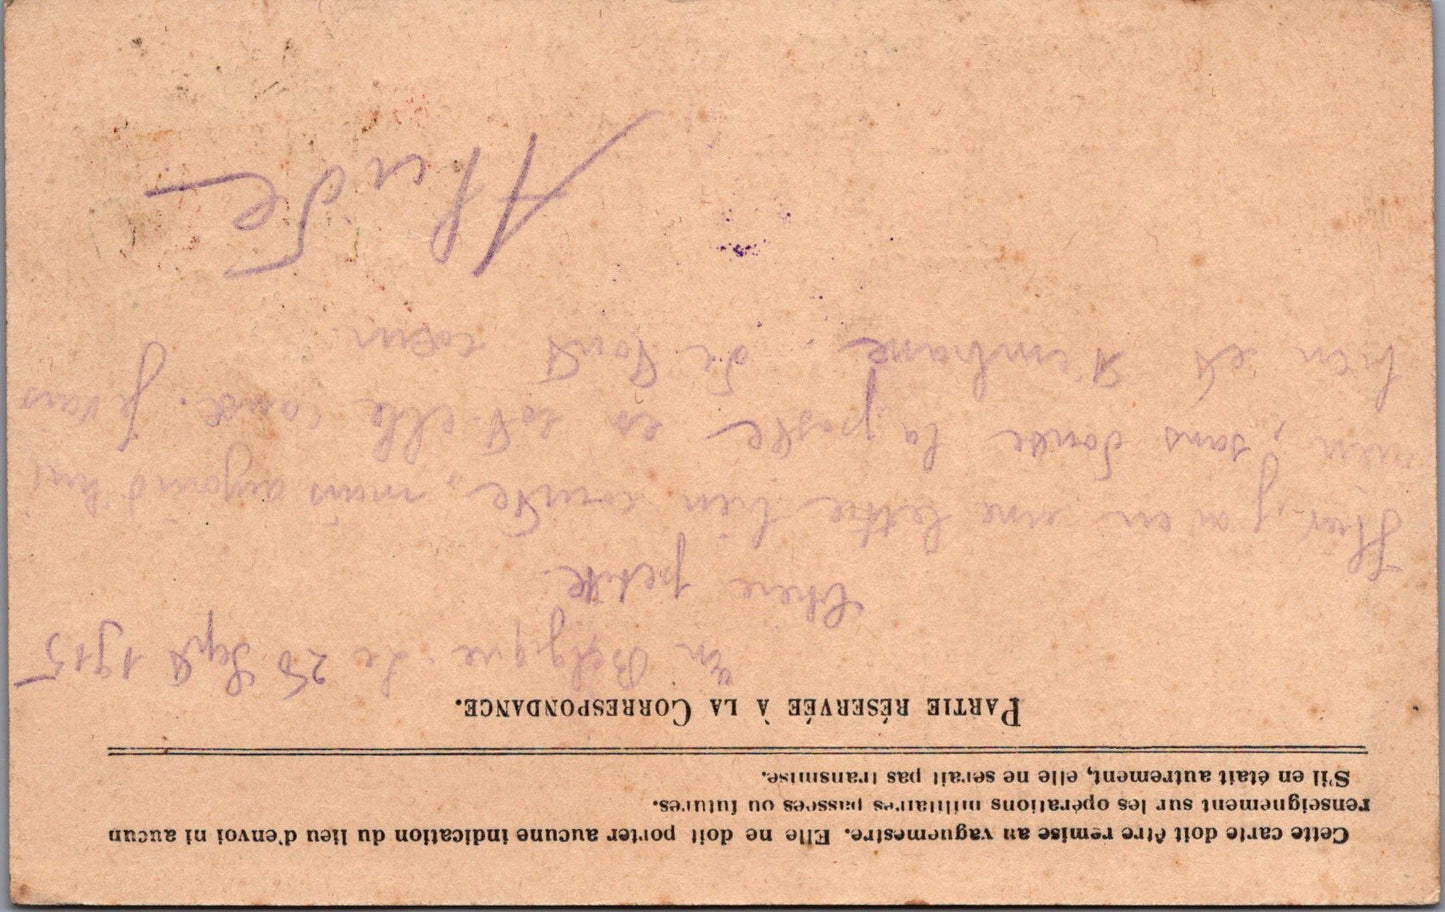 Cette carte doit être remise au vaguemestre. Elle ne doit porter aucune indication du lieu d'envoi ni aucun
renseignement sur les opérations militaires passées ou futures.
S'il en était autrement, elle ne serait pas transmise.
PARTIE RÉSERVÉE À LA CORRESPONDANCE.
En Belgique. Le 28 Sept 1915
Chère petite.
Hier, j'ai eu une lettre bien courte, mais aujourd'hui
rien, sans doute la poste en est-elle cause. Je vais
bien et t'embrasse de tout cœur.